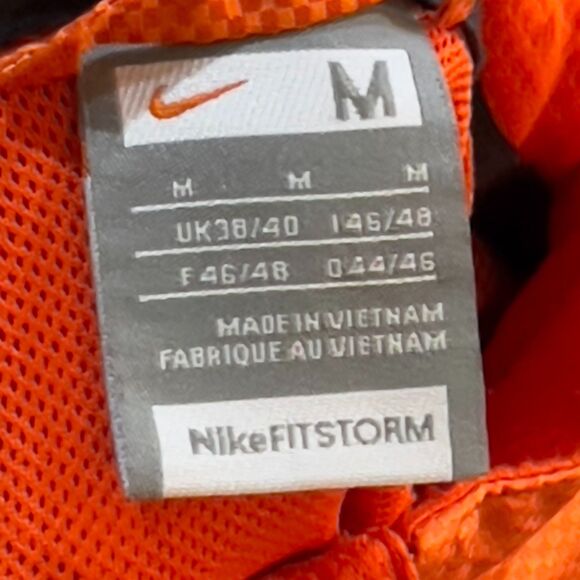 M
M M M
UK38/40 I46/48
F46/48 D44/46
MADE IN VIETNAM
FABRIQUE AU VIETNAM
NikeFITSTORM